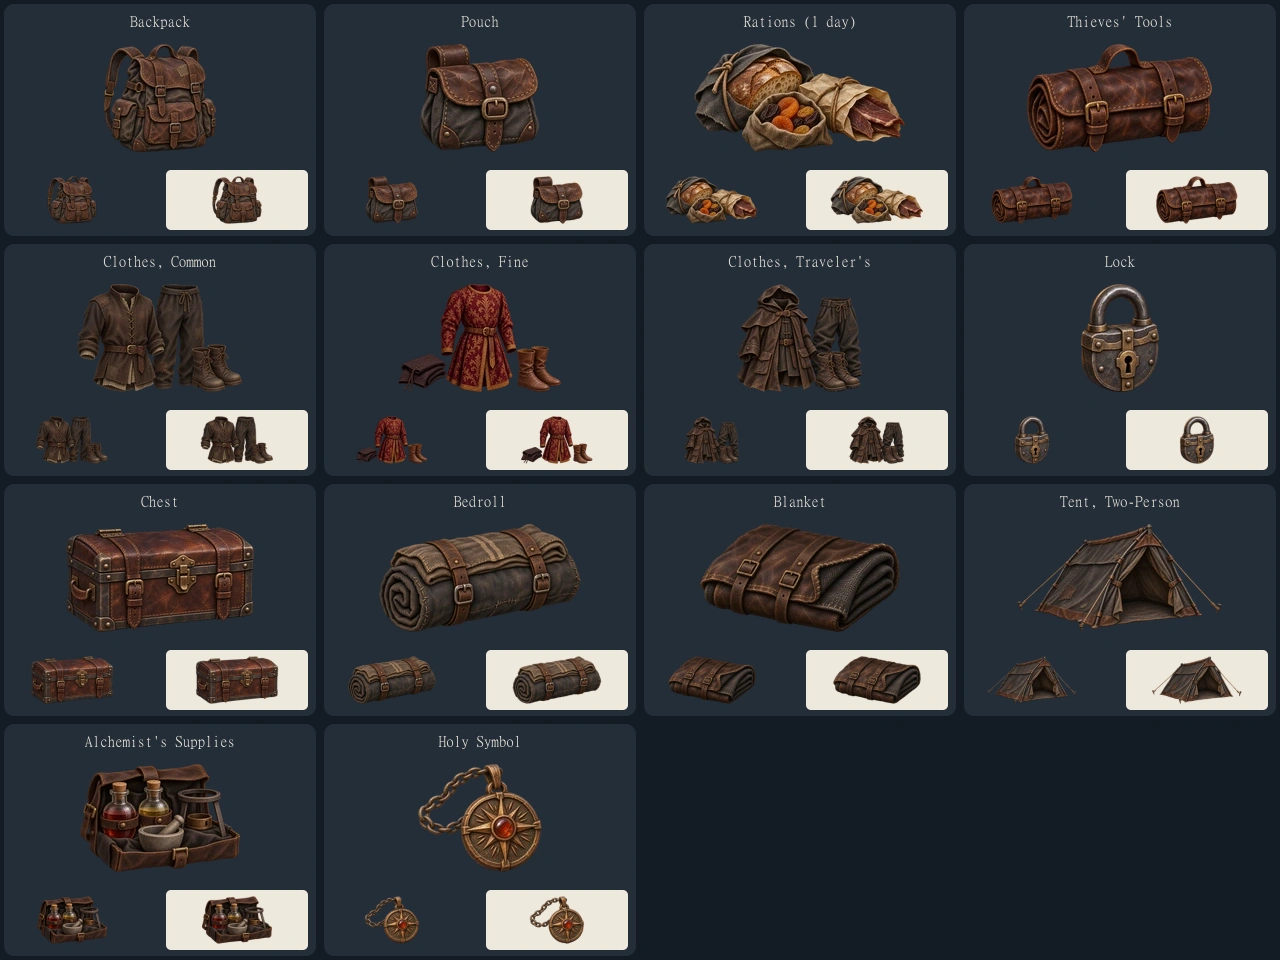 Backpack
Pouch
Rations (1 day)
Thieves' Tools
Clothes, Common
Clothes, Fine
Clothes, Traveler's
Lock
Chest
Bedroll
Blanket
Tent, Two-Person
Alchemist's Supplies
Holy Symbol